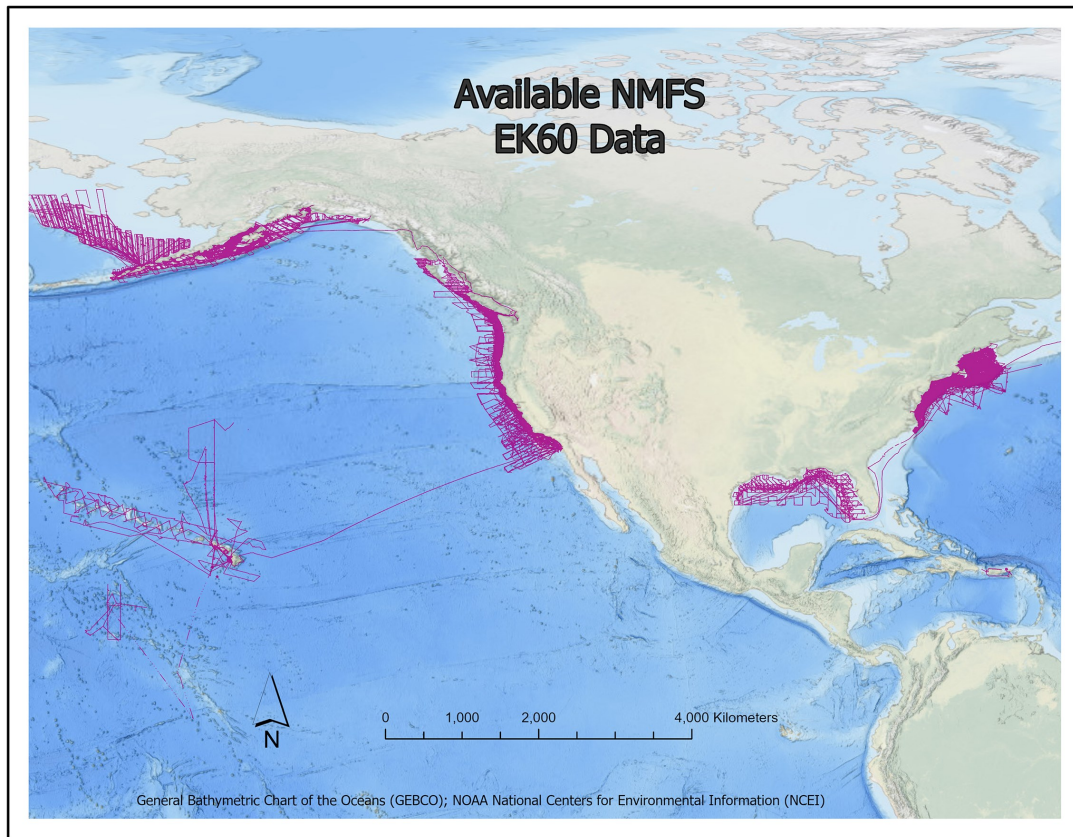 Available NMFS
EK60 Data
N
0 1,000 2,000 4,000 Kilometers
General Bathymetric Chart of the Oceans (GEBCO); NOAA National Centers for Environmental Information (NCEI)